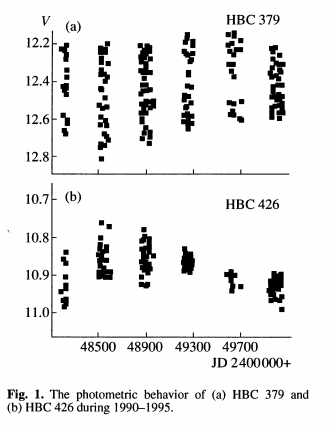 V
(a)
HBC 379
12.2
12.4
12.6
12.8
10.7
(b)
HBC 426
10.8
10.9
11.0
48500 48900 49300 49700
JD 2400000+
Fig. 1. The photometric behavior of (a) HBC 379 and
(b) HBC 426 during 1990–1995.